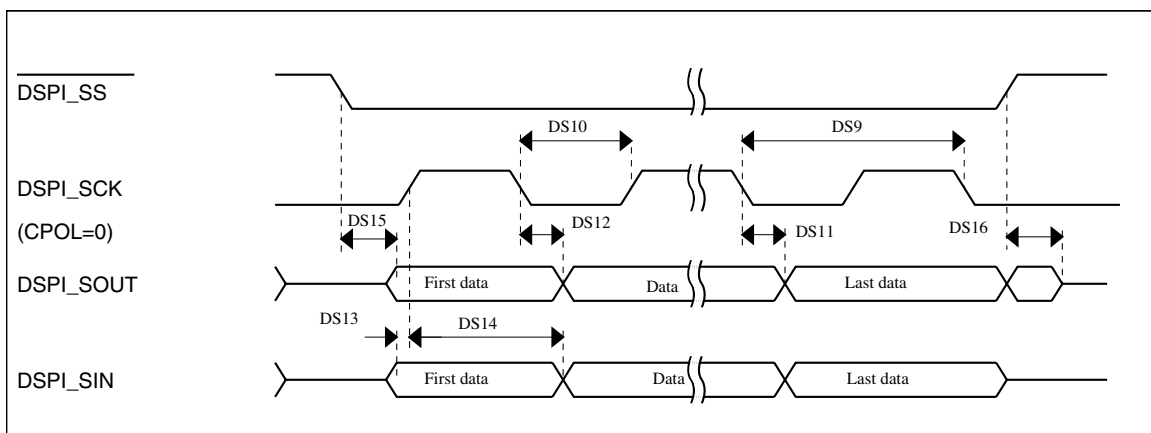 DSPI_SS
DS10
DS9
DSPI_SCK
DS15
DS12
DS11
DS16
(CPOL=0)
DSPI_SOUT
First data
Data
Last data
DS13
DS14
DSPI_SIN
First data
Data
Last data